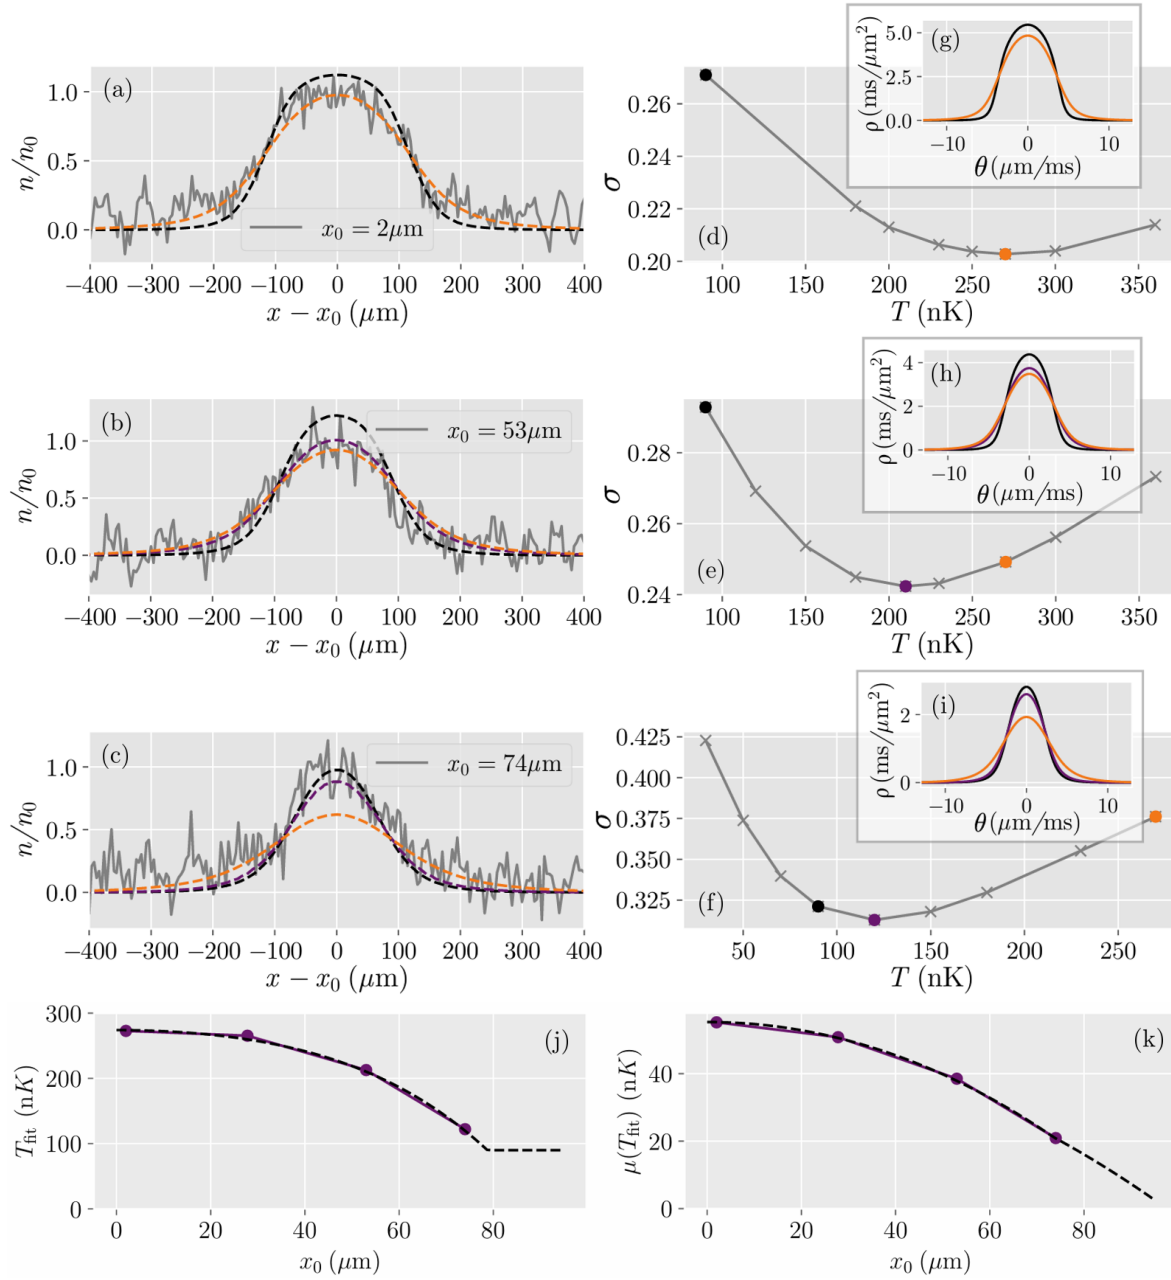 (a)
n/n₀
1.0
0.5
0.0
x₀ = 2μm
−400 −300 −200 −100 0 100 200 300 400
x − x₀ (μm)
(d)
σ
0.26
0.24
0.22
0.20
100 150 200 250 300 350
T (nK)
(g)
ρ (ms/μm²)
5.0
2.5
0.0
−10 0 10
θ (μm/ms)
(b)
n/n₀
1.0
0.5
0.0
x₀ = 53μm
−400 −300 −200 −100 0 100 200 300 400
x − x₀ (μm)
(e)
σ
0.28
0.26
0.24
100 150 200 250 300 350
T (nK)
(h)
ρ (ms/μm²)
4
2
0
−10 0 10
θ (μm/ms)
(c)
n/n₀
1.0
0.5
0.0
x₀ = 74μm
−400 −300 −200 −100 0 100 200 300 400
x − x₀ (μm)
(f)
σ
0.425
0.400
0.375
0.350
0.325
50 100 150 200 250
T (nK)
(i)
ρ (ms/μm²)
2
0
−10 0 10
θ (μm/ms)
(j)
T_fit (nK)
300
200
100
0
0 20 40 60 80
x₀ (μm)
(k)
μ(T_fit) (nK)
40
20
0
0 20 40 60 80
x₀ (μm)